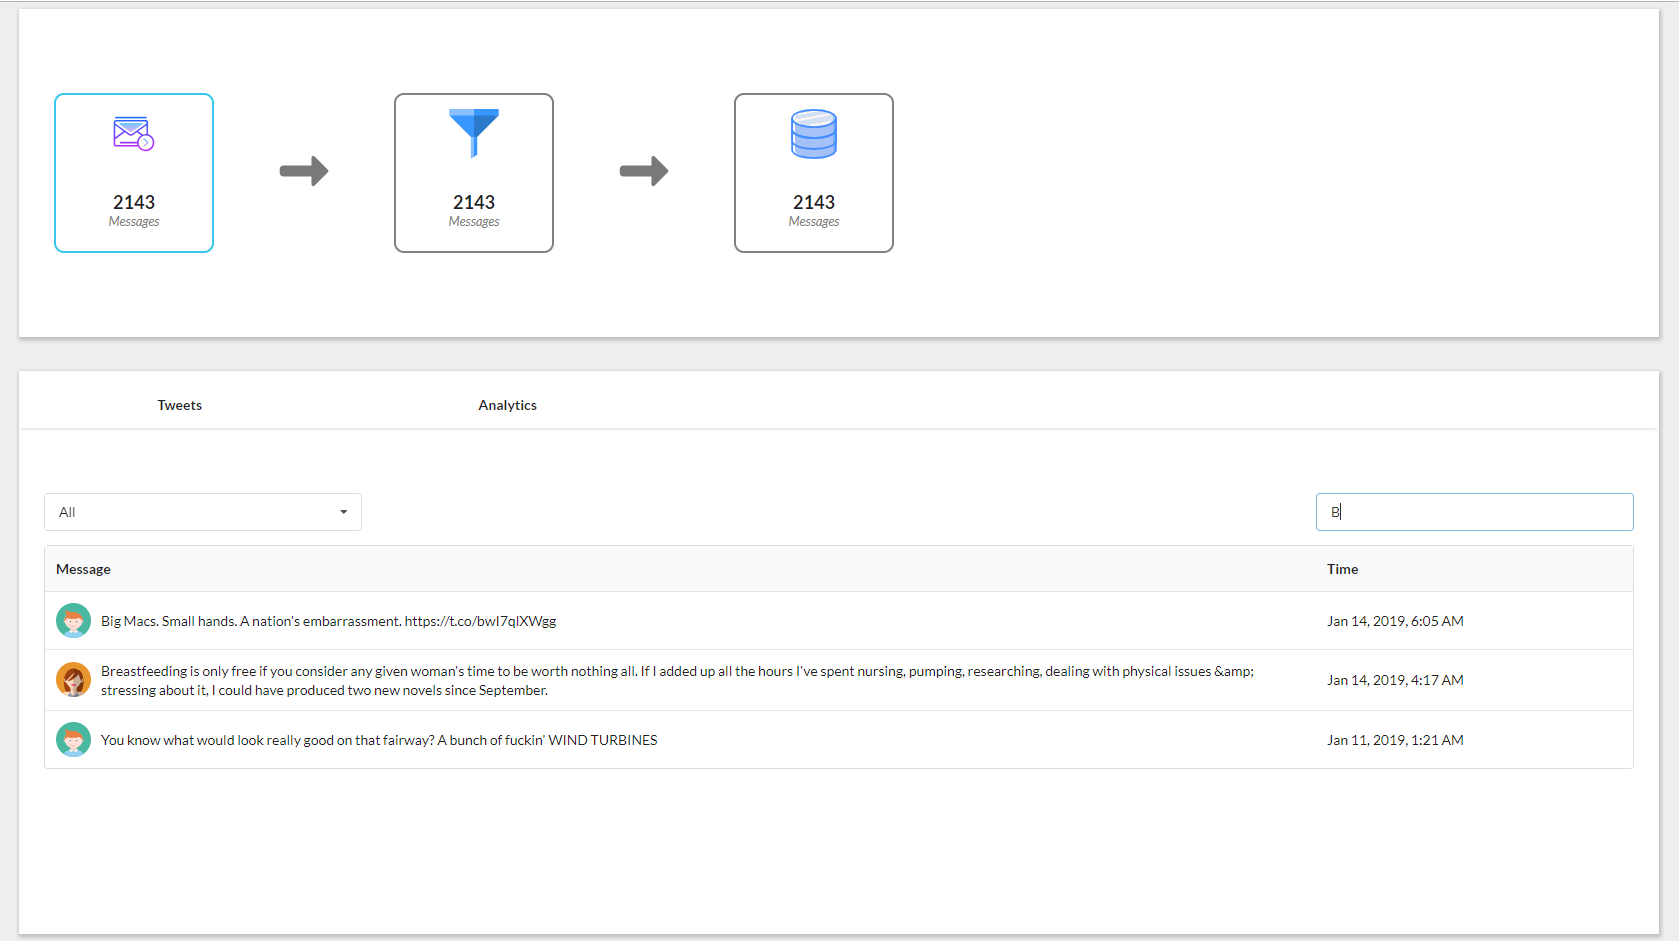 2143
Messages
2143
Messages
2143
Messages
Tweets
Analytics
All
B
Message
Time
Big Macs. Small hands. A nation's embarrassment. https://t.co/bwI7qlXWgg
Jan 14, 2019, 6:05 AM
Breastfeeding is only free if you consider any given woman's time to be worth nothing all. If I added up all the hours I've spent nursing, pumping, researching, dealing with physical issues &amp;
stressing about it, I could have produced two new novels since September.
Jan 14, 2019, 4:17 AM
You know what would look really good on that fairway? A bunch of fuckin' WIND TURBINES
Jan 11, 2019, 1:21 AM